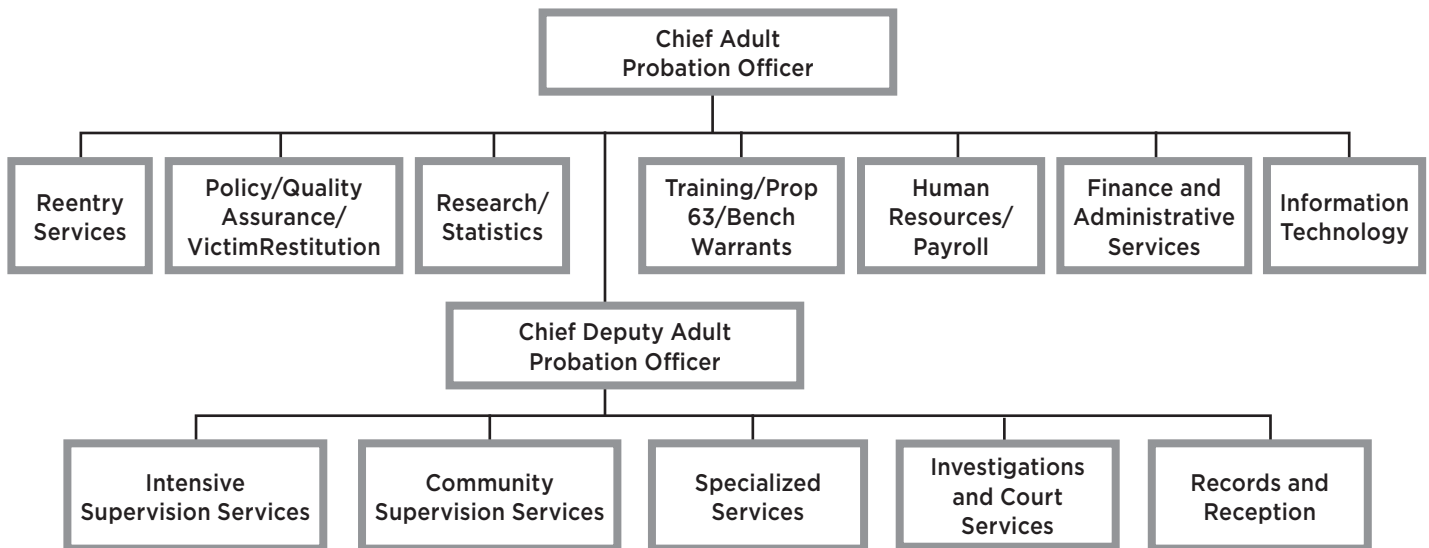 Chief Adult
Probation Officer
Reentry
Services
Policy/Quality
Assurance/
VictimRestitution
Research/
Statistics
Training/Prop
63/Bench
Warrants
Human
Resources/
Payroll
Finance and
Administrative
Services
Information
Technology
Chief Deputy Adult
Probation Officer
Intensive
Supervision Services
Community
Supervision Services
Specialized
Services
Investigations
and Court
Services
Records and
Reception